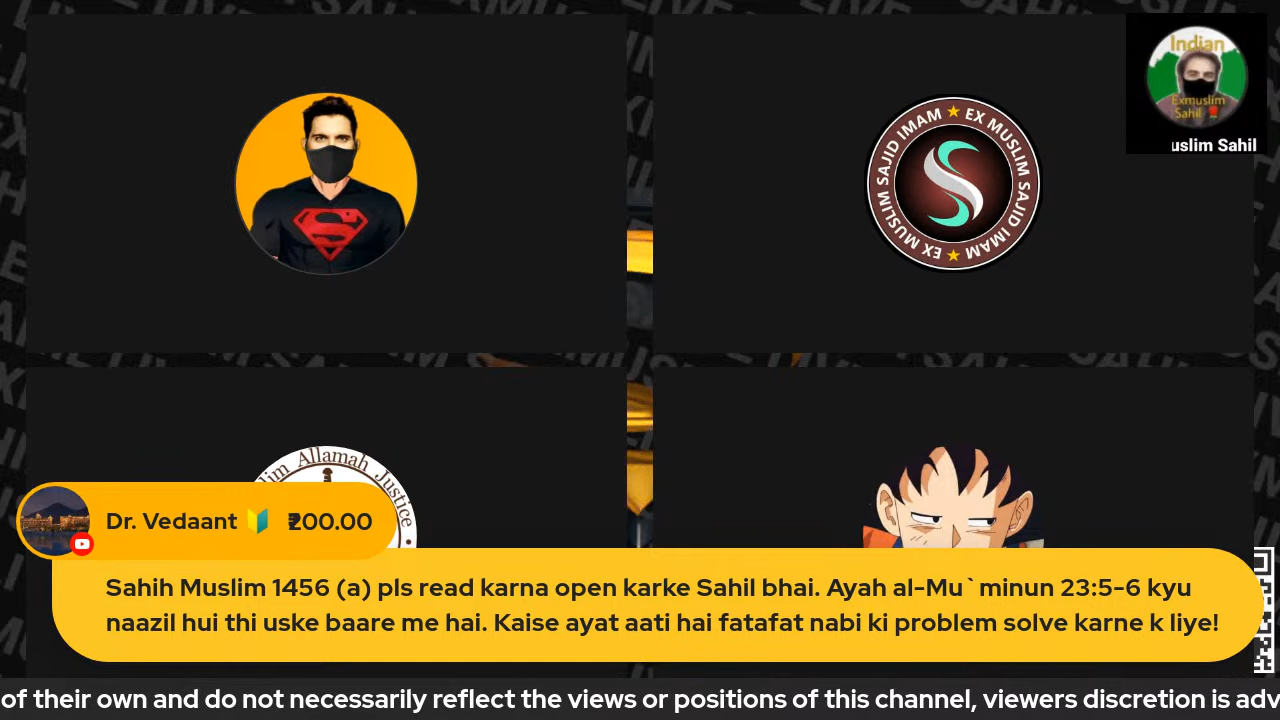 Indian
Exmuslim
Sahil
uslim Sahil
EX MUSLIM SAJID IMAM ★ EX MUSLIM SAJID IMAM ★
lim Allamah Justice
Dr. Vedaant 🔰 ₹200.00
Sahih Muslim 1456 (a) pls read karna open karke Sahil bhai. Ayah al-Mu`minun 23:5-6 kyu
naazil hui thi uske baare me hai. Kaise ayat aati hai fatafat nabi ki problem solve karne k liye!
of their own and do not necessarily reflect the views or positions of this channel, viewers discretion is adv